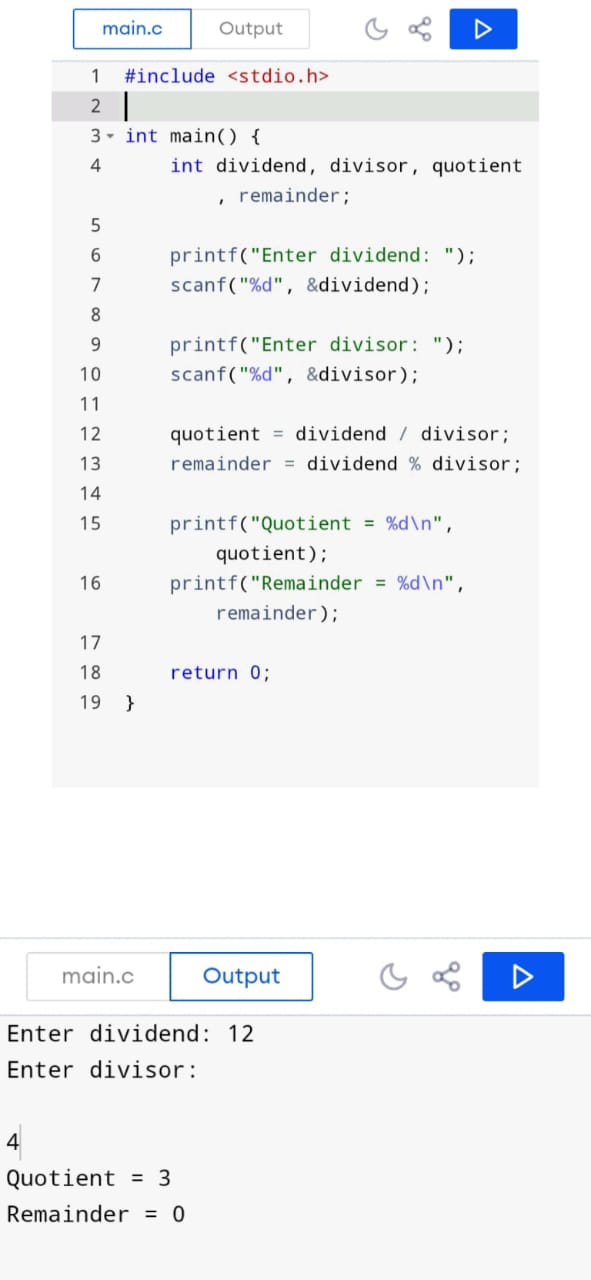 main.c Output
1 #include <stdio.h>
2
3 int main() {
4 int dividend, divisor, quotient
, remainder;
5
6 printf("Enter dividend: ");
7 scanf("%d", &dividend);
8
9 printf("Enter divisor: ");
10 scanf("%d", &divisor);
11
12 quotient = dividend / divisor;
13 remainder = dividend % divisor;
14
15 printf("Quotient = %d\n",
quotient);
16 printf("Remainder = %d\n",
remainder);
17
18 return 0;
19 }
main.c Output
Enter dividend: 12
Enter divisor:
4
Quotient = 3
Remainder = 0